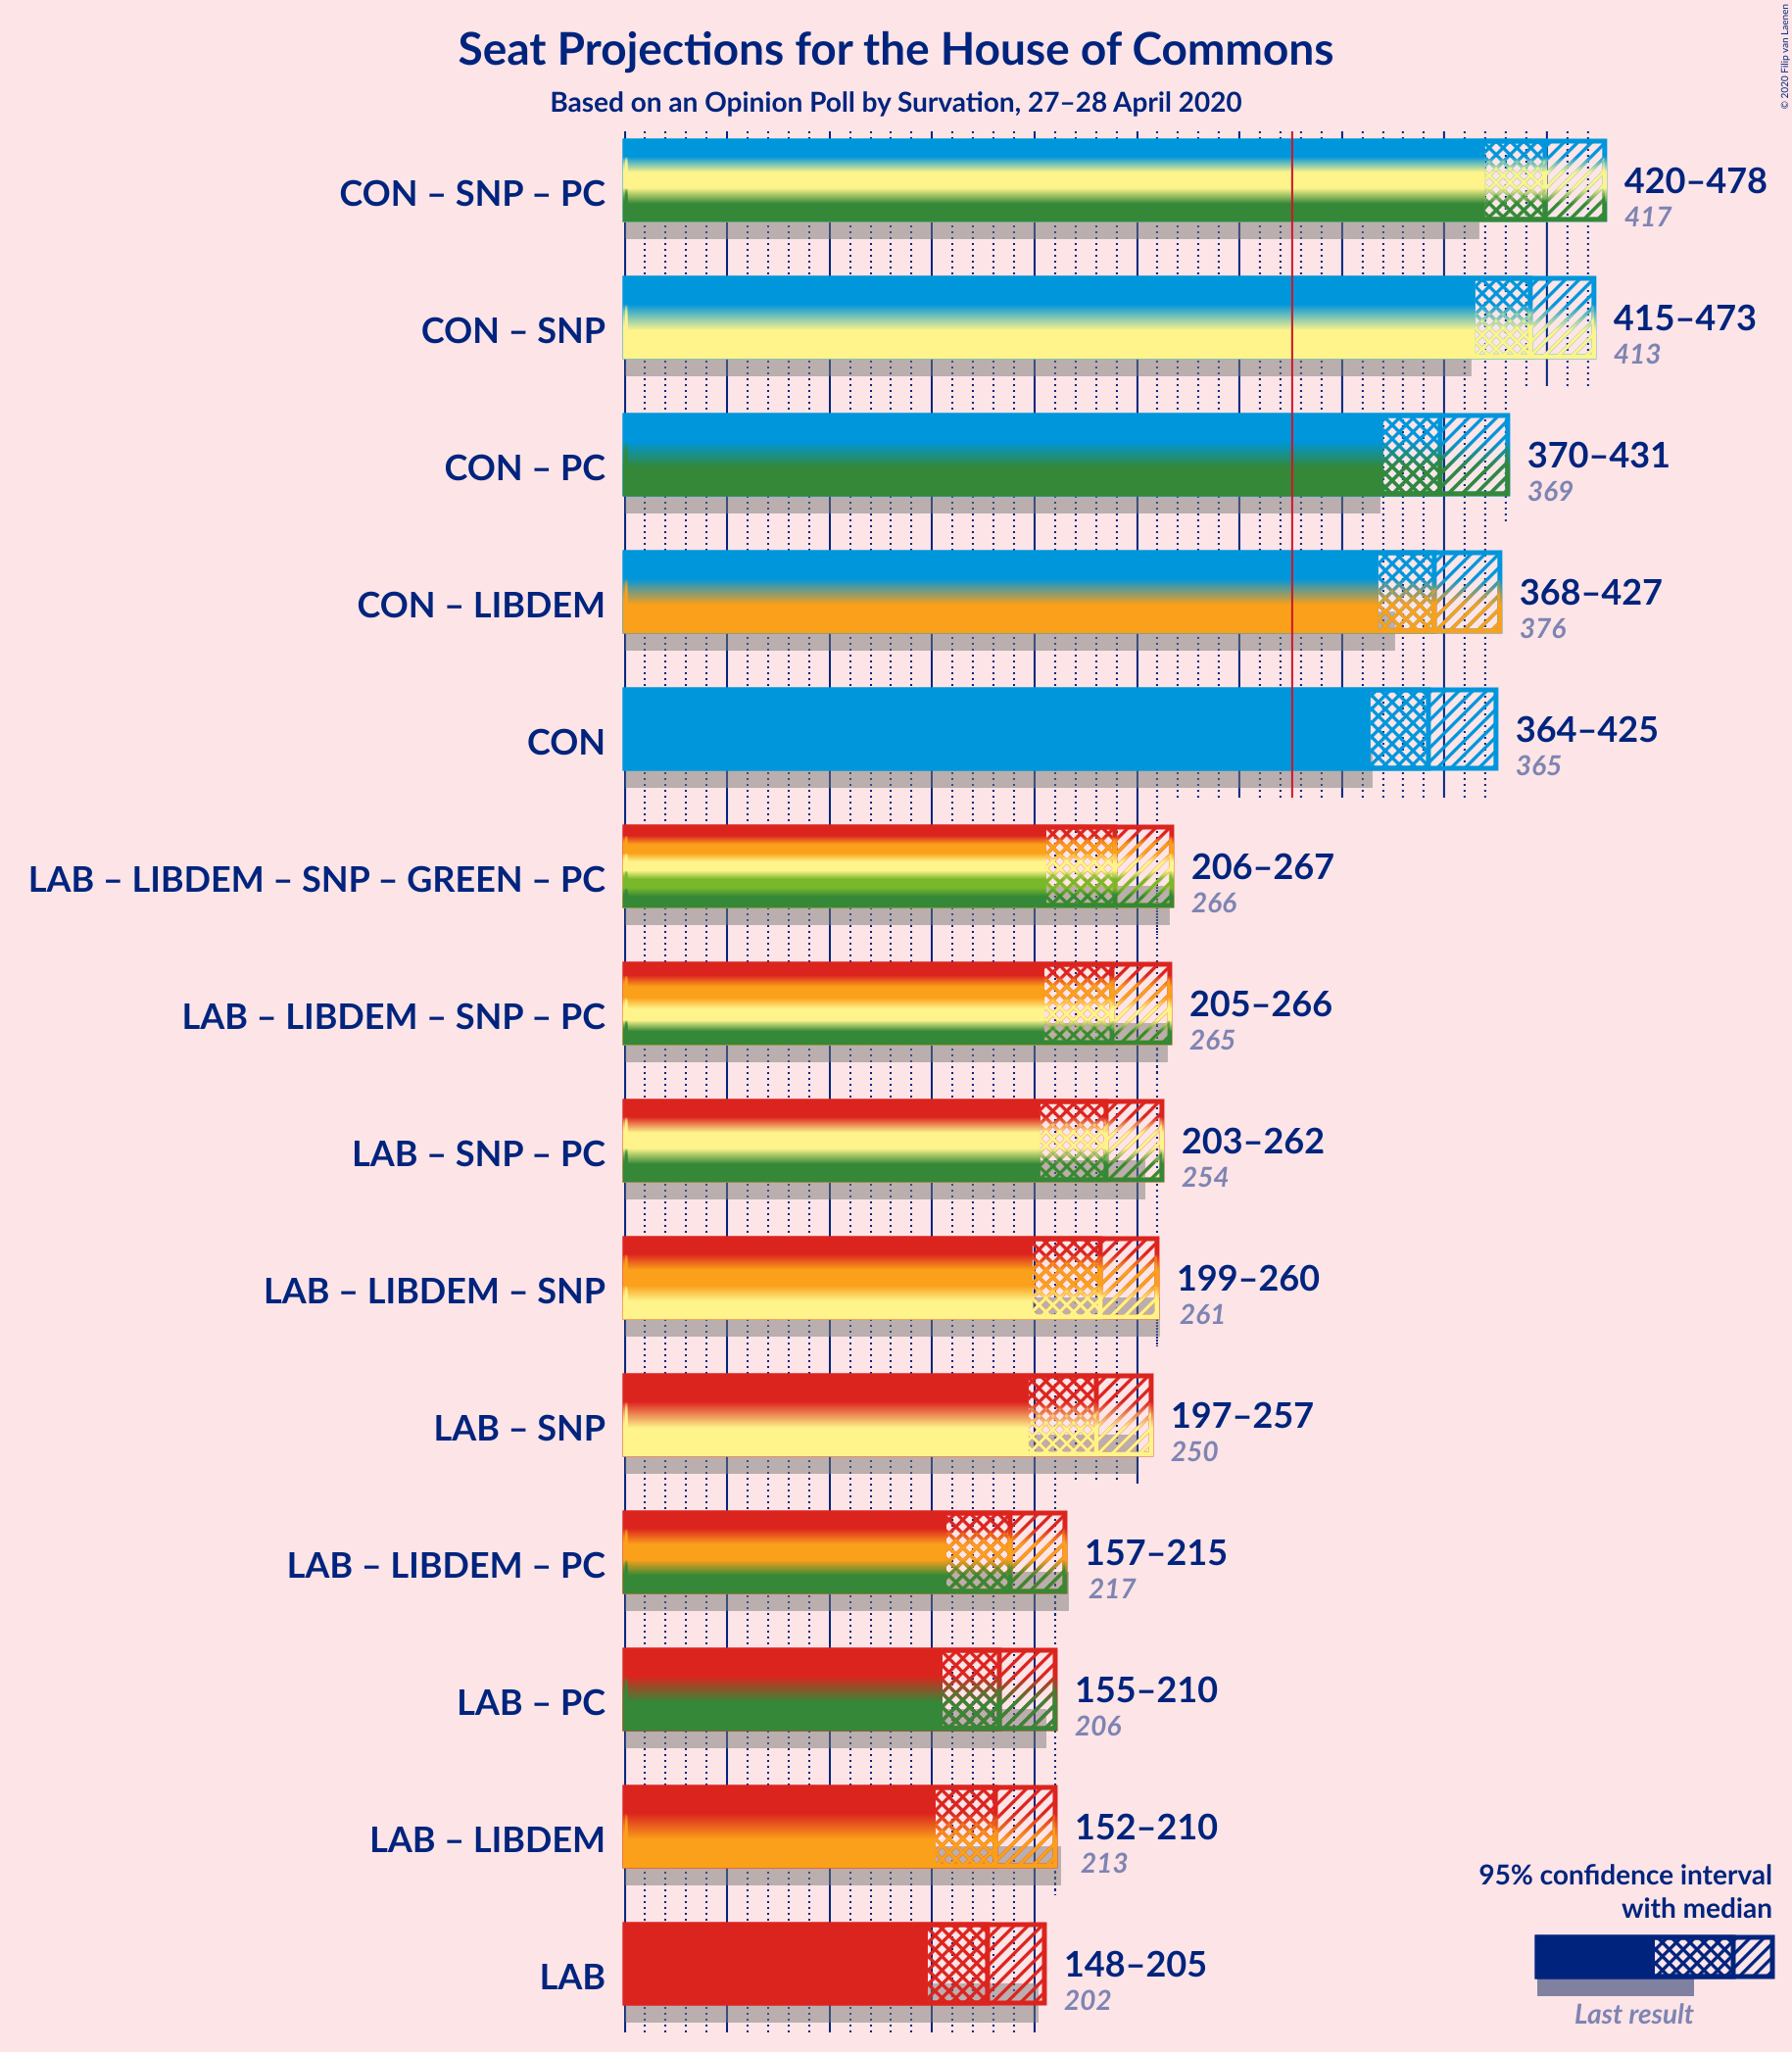 Seat Projections for the House of Commons
Based on an Opinion Poll by Survation, 27–28 April 2020
© 2020 Filip van Laenen
CON – SNP – PC
420–478
417
CON – SNP
415–473
413
CON – PC
370–431
369
CON – LIBDEM
368–427
376
CON
364–425
365
LAB – LIBDEM – SNP – GREEN – PC
206–267
266
LAB – LIBDEM – SNP – PC
205–266
265
LAB – SNP – PC
203–262
254
LAB – LIBDEM – SNP
199–260
261
LAB – SNP
197–257
250
LAB – LIBDEM – PC
157–215
217
LAB – PC
155–210
206
LAB – LIBDEM
152–210
213
LAB
148–205
202
95% confidence interval
with median
Last result